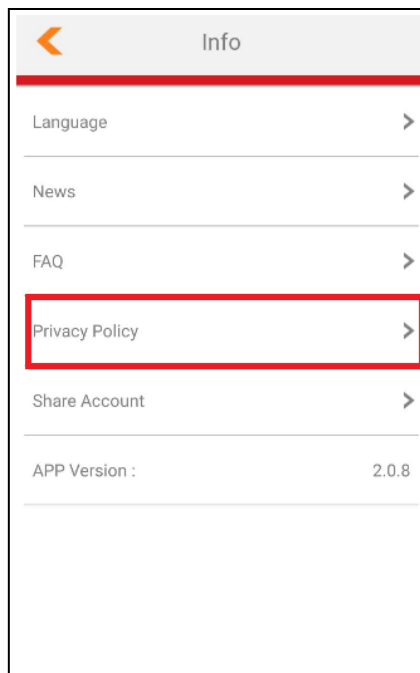 Info
Language
News
FAQ
Privacy Policy
Share Account
APP Version : 2.0.8